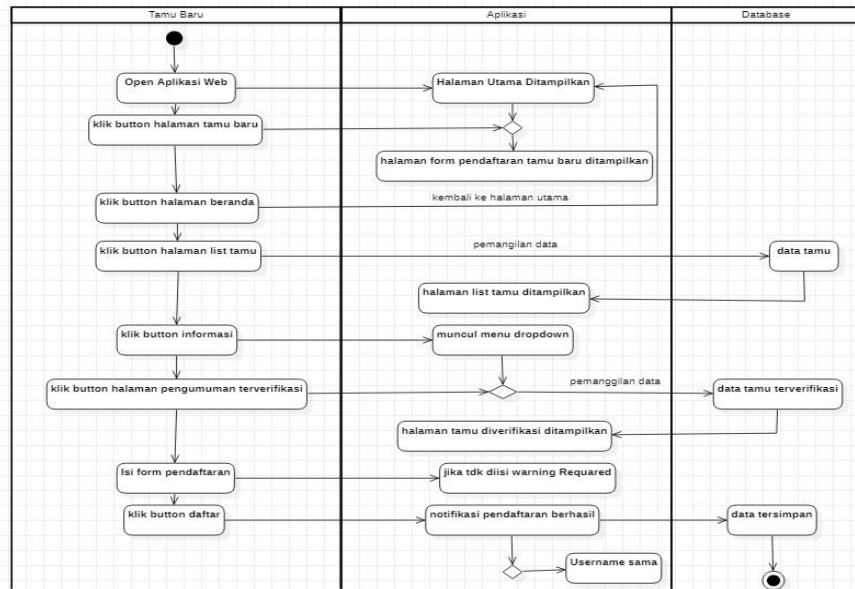 Tamu Baru
Aplikasi
Database
Open Aplikasi Web
Halaman Utama Ditampilkan
klik button halaman tamu baru
halaman form pendaftaran tamu baru ditampilkan
klik button halaman beranda
kembali ke halaman utama
klik button halaman list tamu
pemangilan data
data tamu
halaman list tamu ditampilkan
klik button informasi
muncul menu dropdown
klik button halaman pengumuman terverifikasi
pemanggilan data
data tamu terverifikasi
halaman tamu diverifikasi ditampilkan
Isi form pendaftaran
jika tdk diisi warning Requared
klik button daftar
notifikasi pendaftaran berhasil
data tersimpan
Username sama